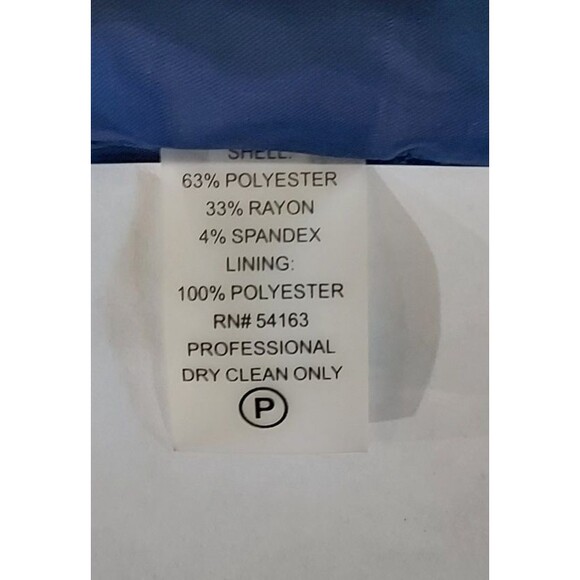 SHELL:
63% POLYESTER
33% RAYON
4% SPANDEX
LINING:
100% POLYESTER
RN# 54163
PROFESSIONAL
DRY CLEAN ONLY
P